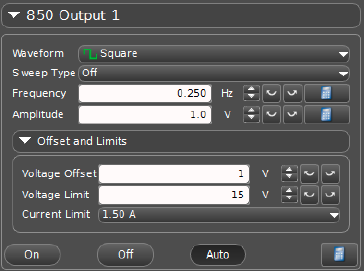 850 Output 1
Waveform Square
Sweep Type Off
Frequency 0.250 Hz
Amplitude 1.0 V
Offset and Limits
Voltage Offset 1 V
Voltage Limit 15 V
Current Limit 1.50 A
On Off Auto